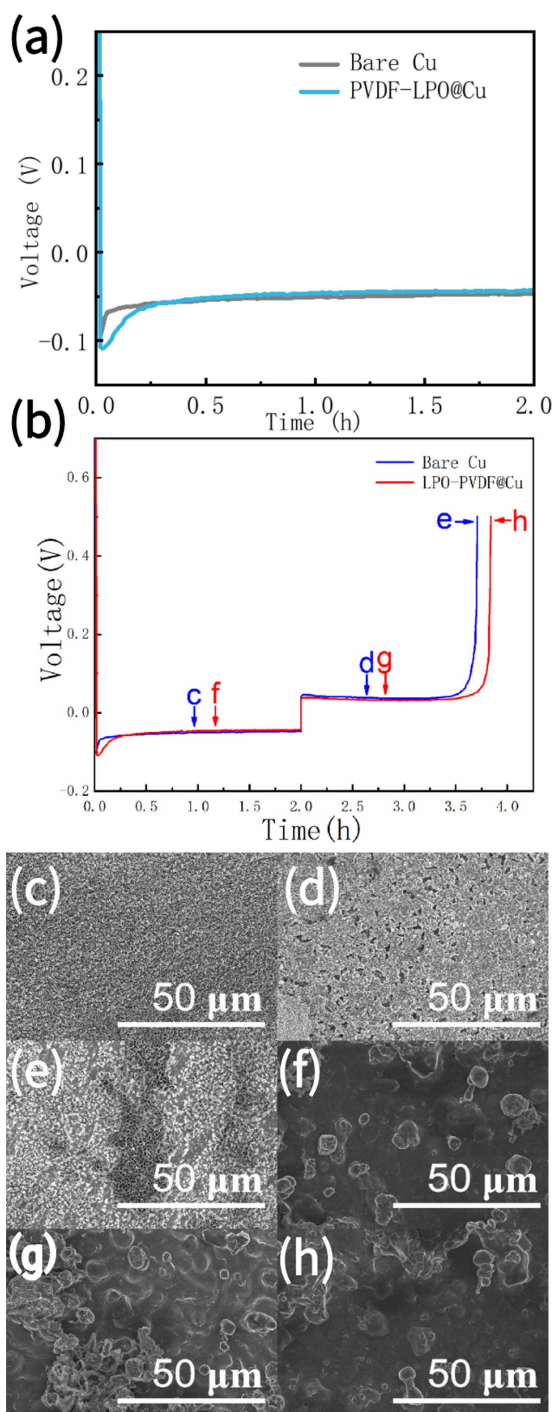 (a)
0.2
0.1
0.0
-0.1
Voltage (V)
Bare Cu
PVDF-LPO@Cu
0.0 0.5 1.0 1.5 2.0
Time (h)
(b)
0.6
0.4
0.2
0.0
-0.2
Voltage(V)
Bare Cu
LPO-PVDF@Cu
e h
d g
c f
0.0 0.5 1.0 1.5 2.0 2.5 3.0 3.5 4.0
Time(h)
(c) (d)
50 μm 50 μm
(e) (f)
50 μm 50 μm
(g) (h)
50 μm 50 μm